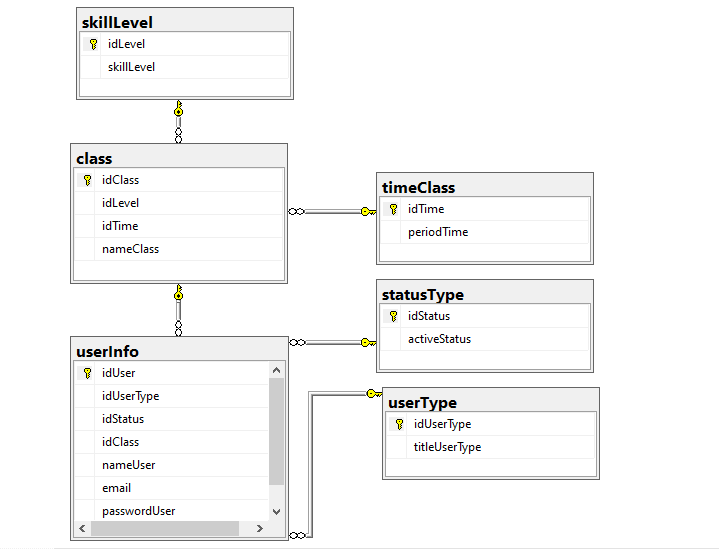 skillLevel
idLevel
skillLevel
class
idClass
idLevel
idTime
nameClass
timeClass
idTime
periodTime
statusType
idStatus
activeStatus
userInfo
idUser
idUserType
idStatus
idClass
nameUser
email
passwordUser
userType
idUserType
titleUserType